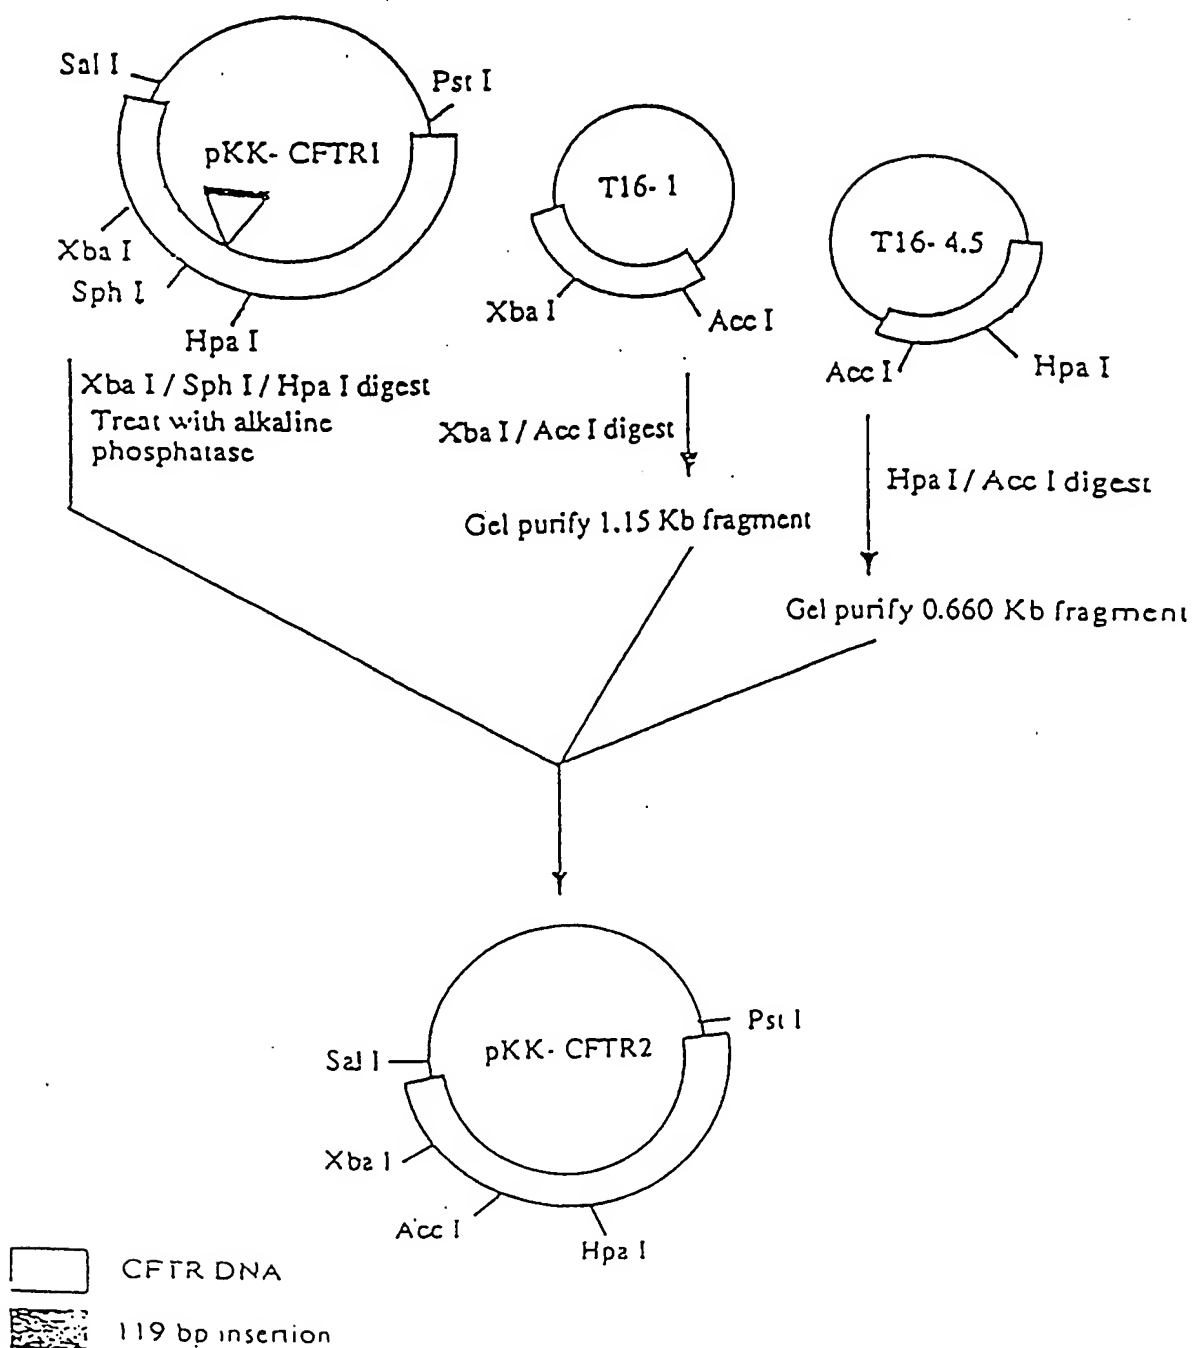 Sal I
Pst I
pKK- CFTR1
T16- 1
T16- 4.5
Xba I
Sph I
Hpa I
Xba I
Acc I
Acc I
Hpa I
Xba I / Sph I / Hpa I digest
Treat with alkaline
phosphatase
Xba I / Acc I digest
Hpa I / Acc I digest
Gel purify 1.15 Kb fragment
Gel purify 0.660 Kb fragment
Sal I
Pst I
pKK- CFTR2
Xba I
Acc I
Hpa I
CFTR DNA
119 bp insertion